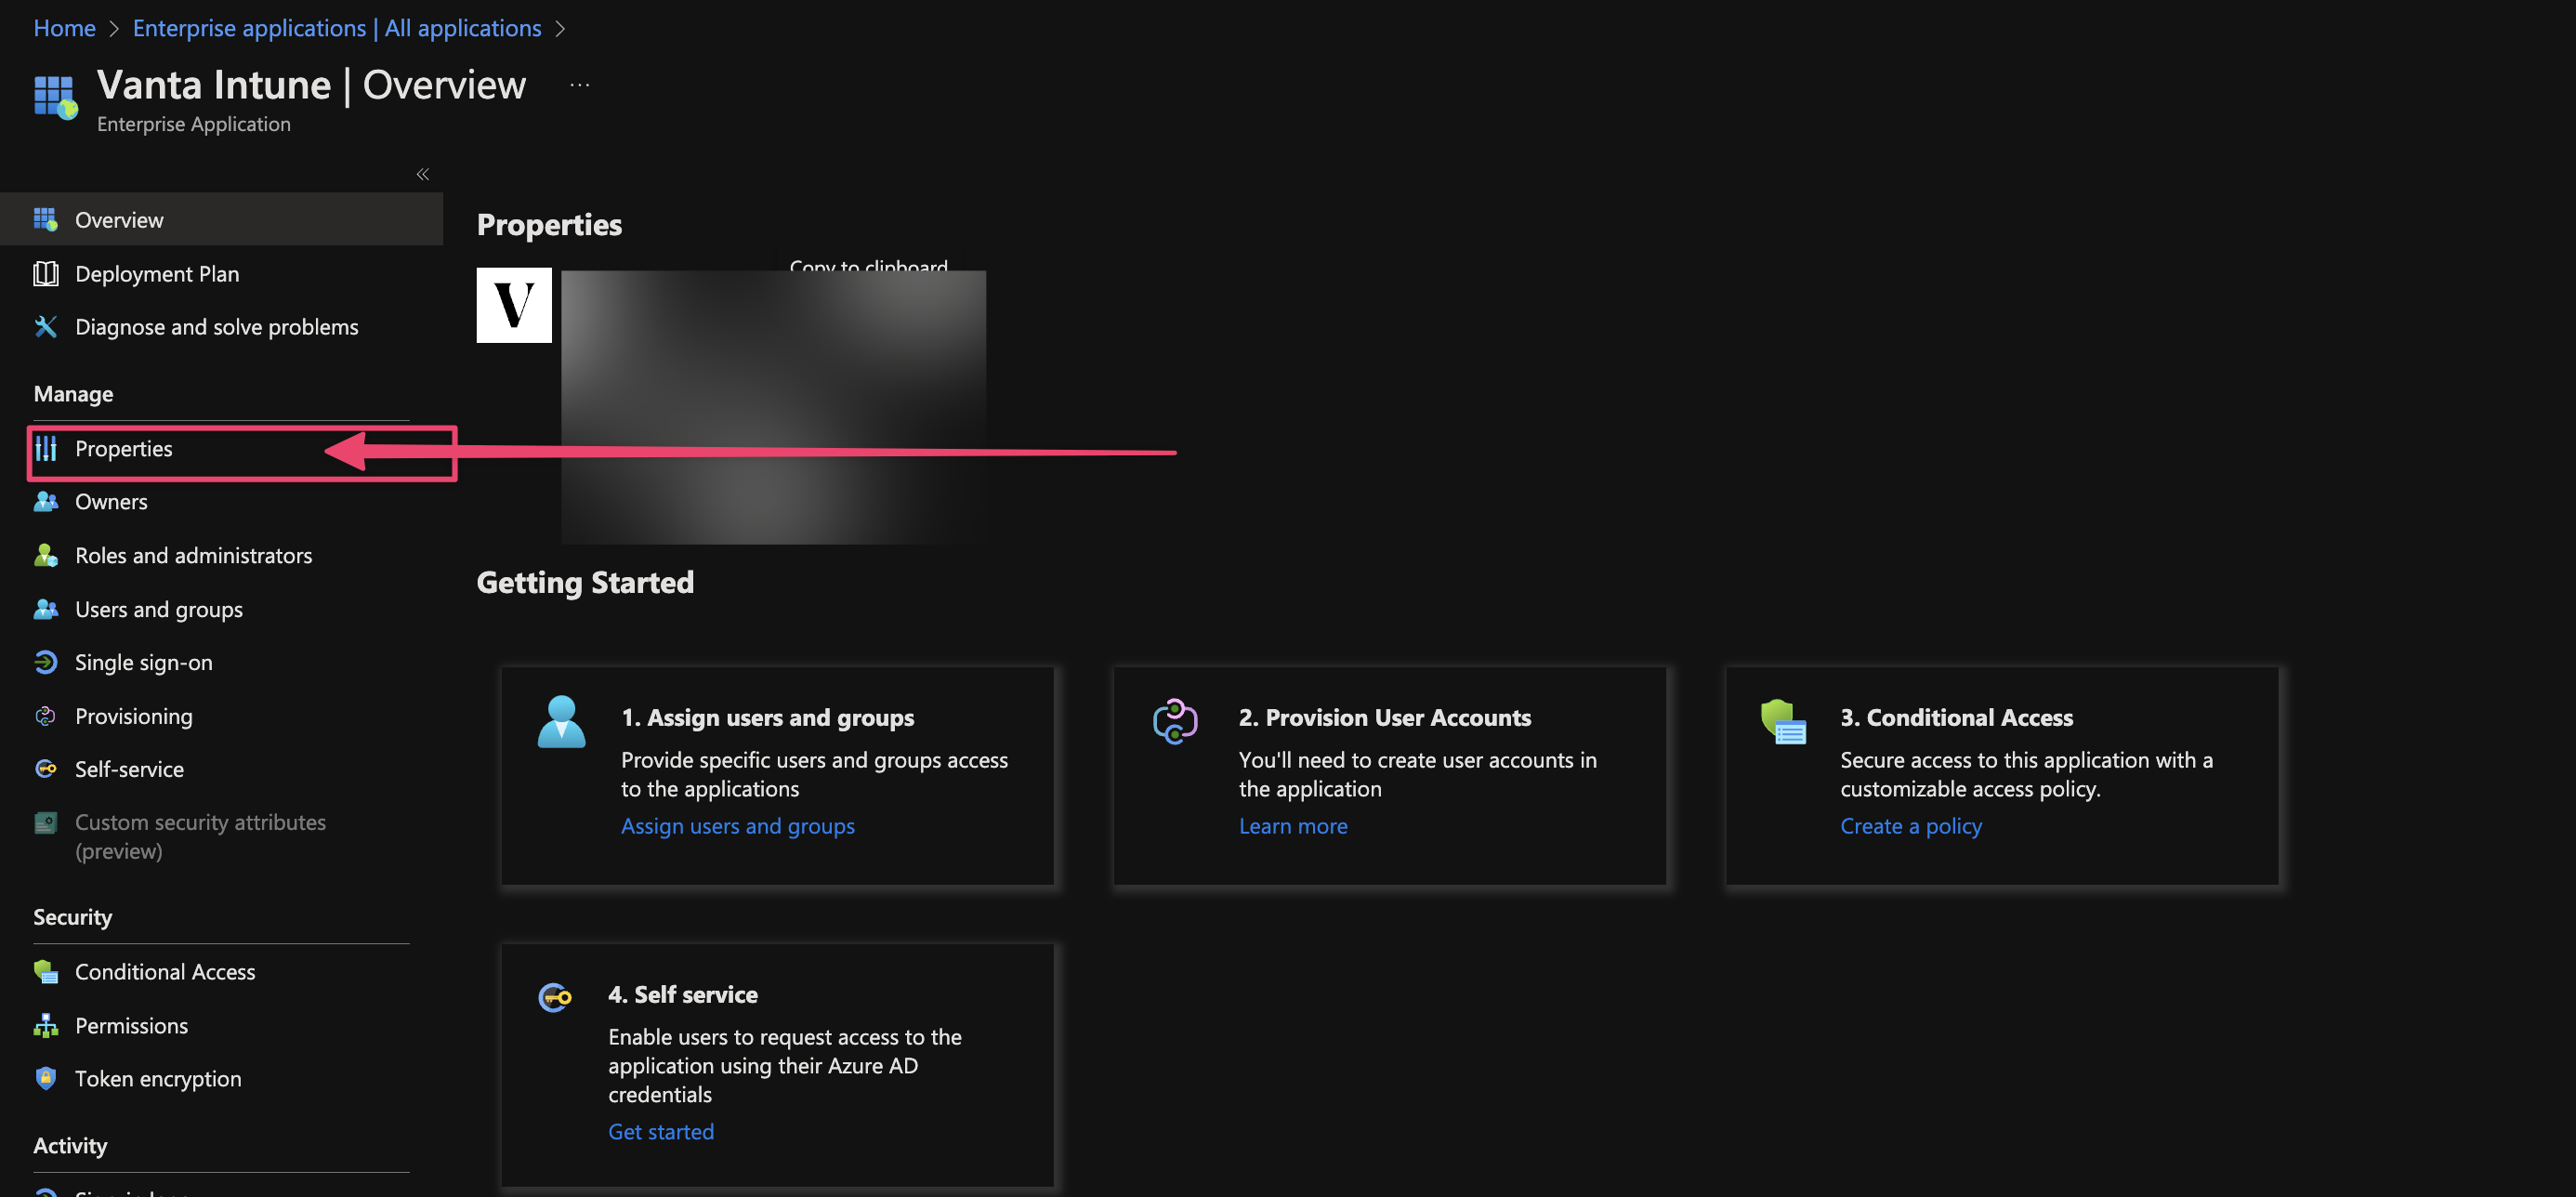 Home > Enterprise applications | All applications >
Vanta Intune | Overview ...
Enterprise Application
«
Overview
Deployment Plan
Diagnose and solve problems
Manage
Properties
Owners
Roles and administrators
Users and groups
Single sign-on
Provisioning
Self-service
Custom security attributes
(preview)
Security
Conditional Access
Permissions
Token encryption
Activity
Properties
Copy to clipboard
V
Getting Started
1. Assign users and groups
Provide specific users and groups access
to the applications
Assign users and groups
2. Provision User Accounts
You'll need to create user accounts in
the application
Learn more
3. Conditional Access
Secure access to this application with a
customizable access policy.
Create a policy
4. Self service
Enable users to request access to the
application using their Azure AD
credentials
Get started